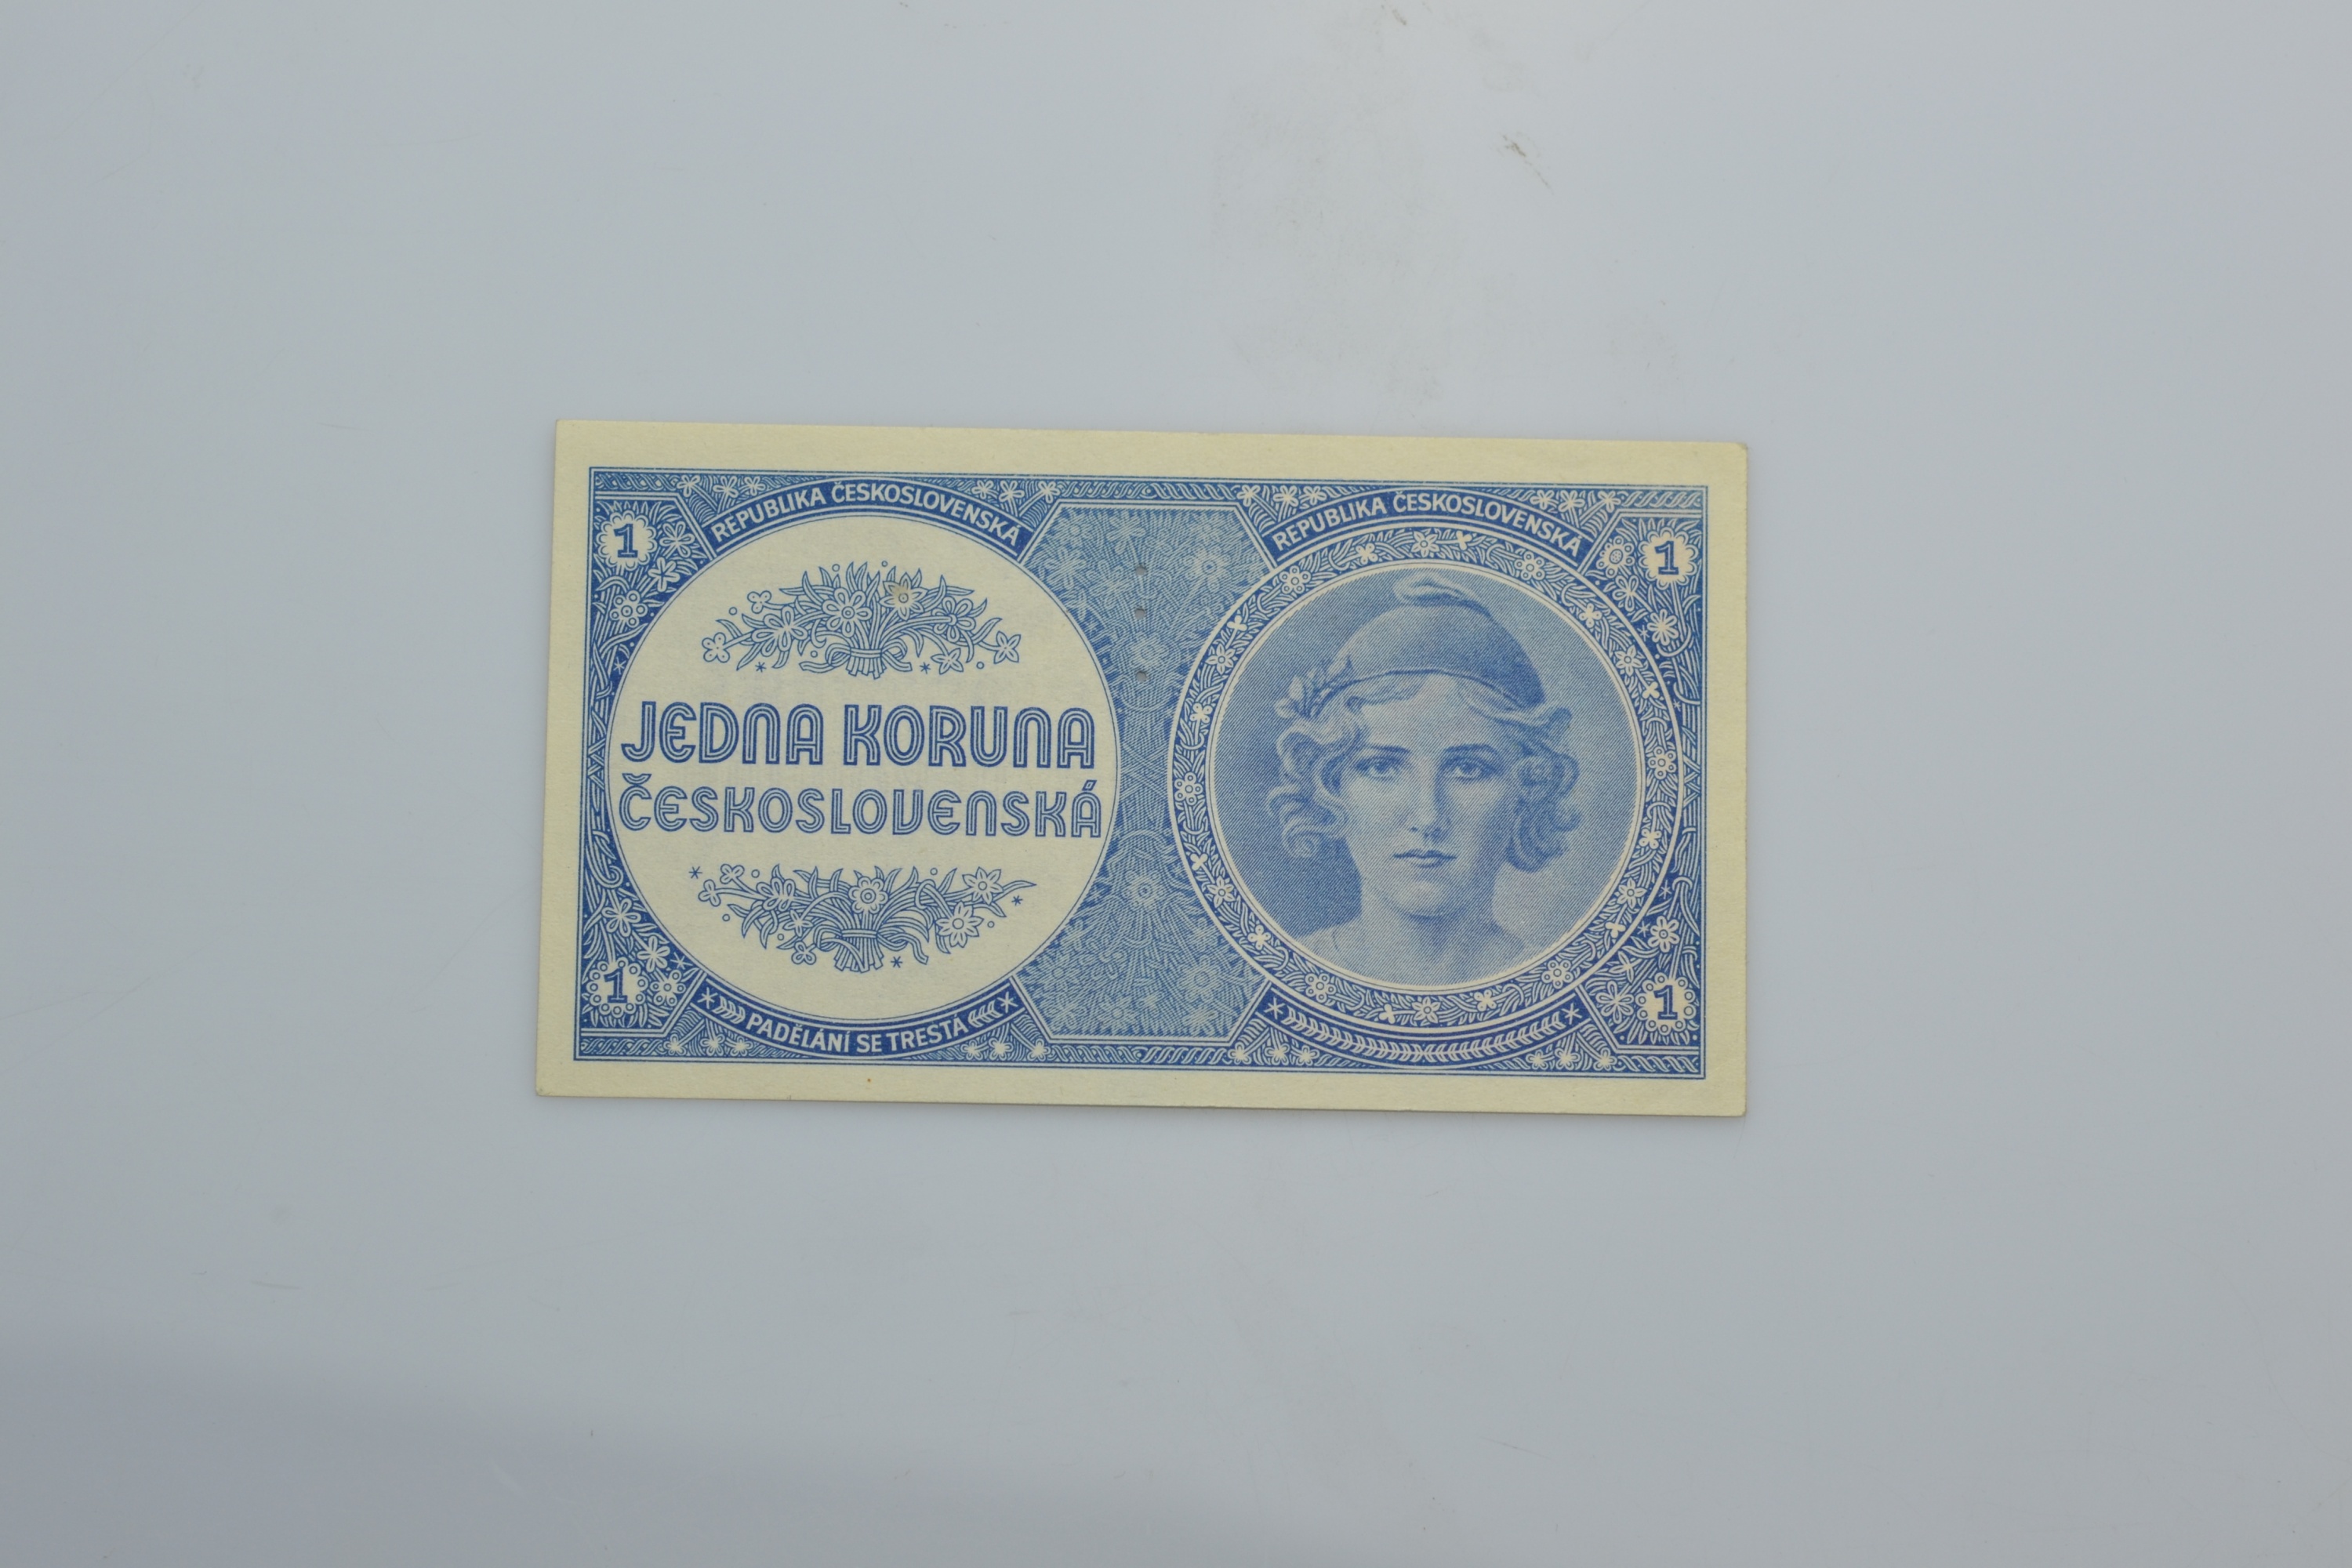 REPUBLIKA ČESKOSLOVENSKÁ
REPUBLIKA ČESKOSLOVENSKÁ
1
1
JEDNA KORUNA
ČESKOSLOVENSKÁ
1
1
PADĚLÁNÍ SE TRESTÁ